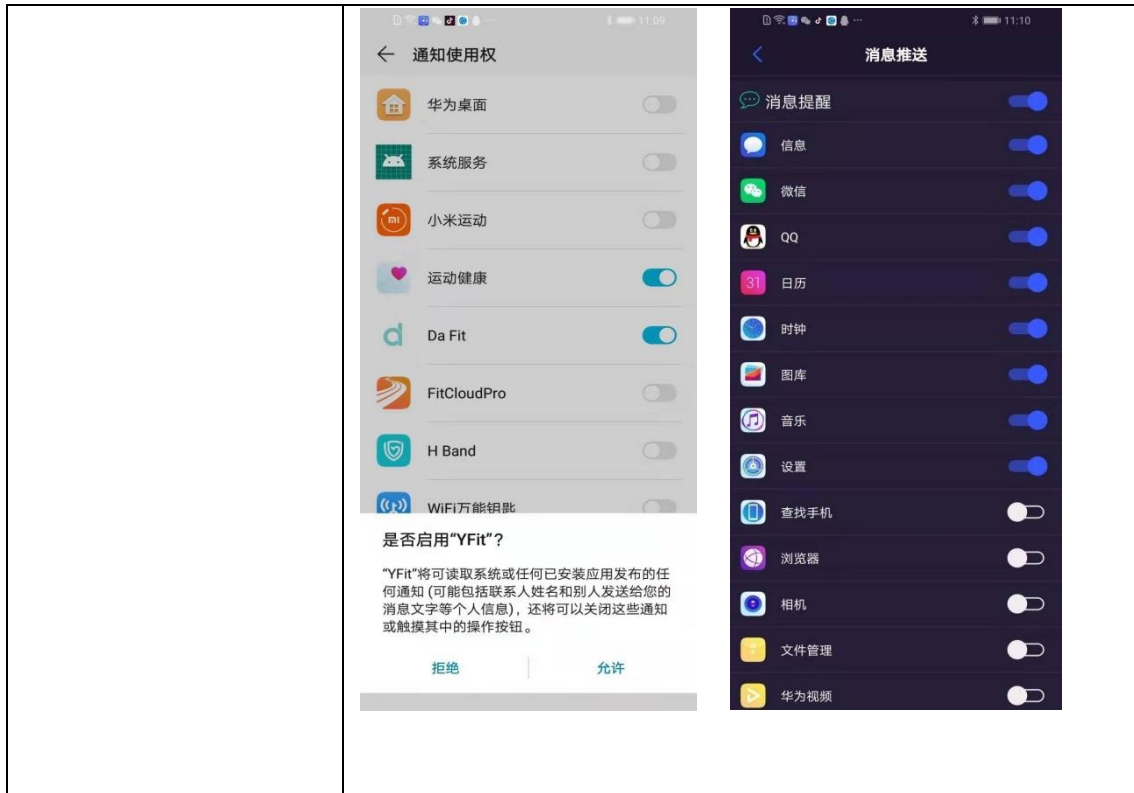 11:09
通知使用权
华为桌面
系统服务
小米运动
运动健康
Da Fit
FitCloudPro
H Band
WiFi万能钥匙
是否启用“YFit”?
“YFit”将可读取系统或任何已安装应用发布的任
何通知 (可能包括联系人姓名和别人发送给您的
消息文字等个人信息)，还将可以关闭这些通知
或触摸其中的操作按钮。
拒绝 允许
11:10
消息推送
消息提醒
信息
微信
QQ
31 日历
时钟
图库
音乐
设置
查找手机
浏览器
相机
文件管理
华为视频